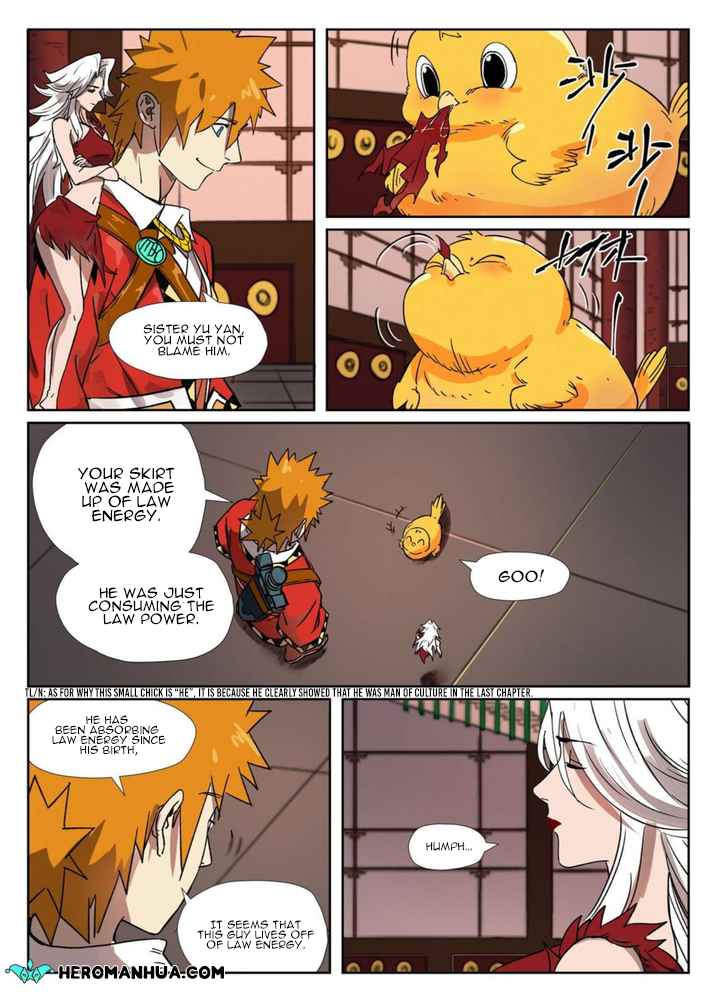 SISTER YU YAN,
YOU MUST NOT
BLAME HIM.
YOUR SKIRT
WAS MADE
UP OF LAW
ENERGY.
HE WAS JUST
CONSUMING THE
LAW POWER.
GOO!
TL/N: AS FOR WHY THIS SMALL CHICK IS "HE", IT IS BECAUSE HE CLEARLY SHOWED THAT HE WAS MAN OF CULTURE IN THE LAST CHAPTER.
HE HAS
BEEN ABSORBING
LAW ENERGY SINCE
HIS BIRTH,
IT SEEMS THAT
THIS GUY LIVES OFF
OF LAW ENERGY.
HUMPH...
HEROMANHUA.COM